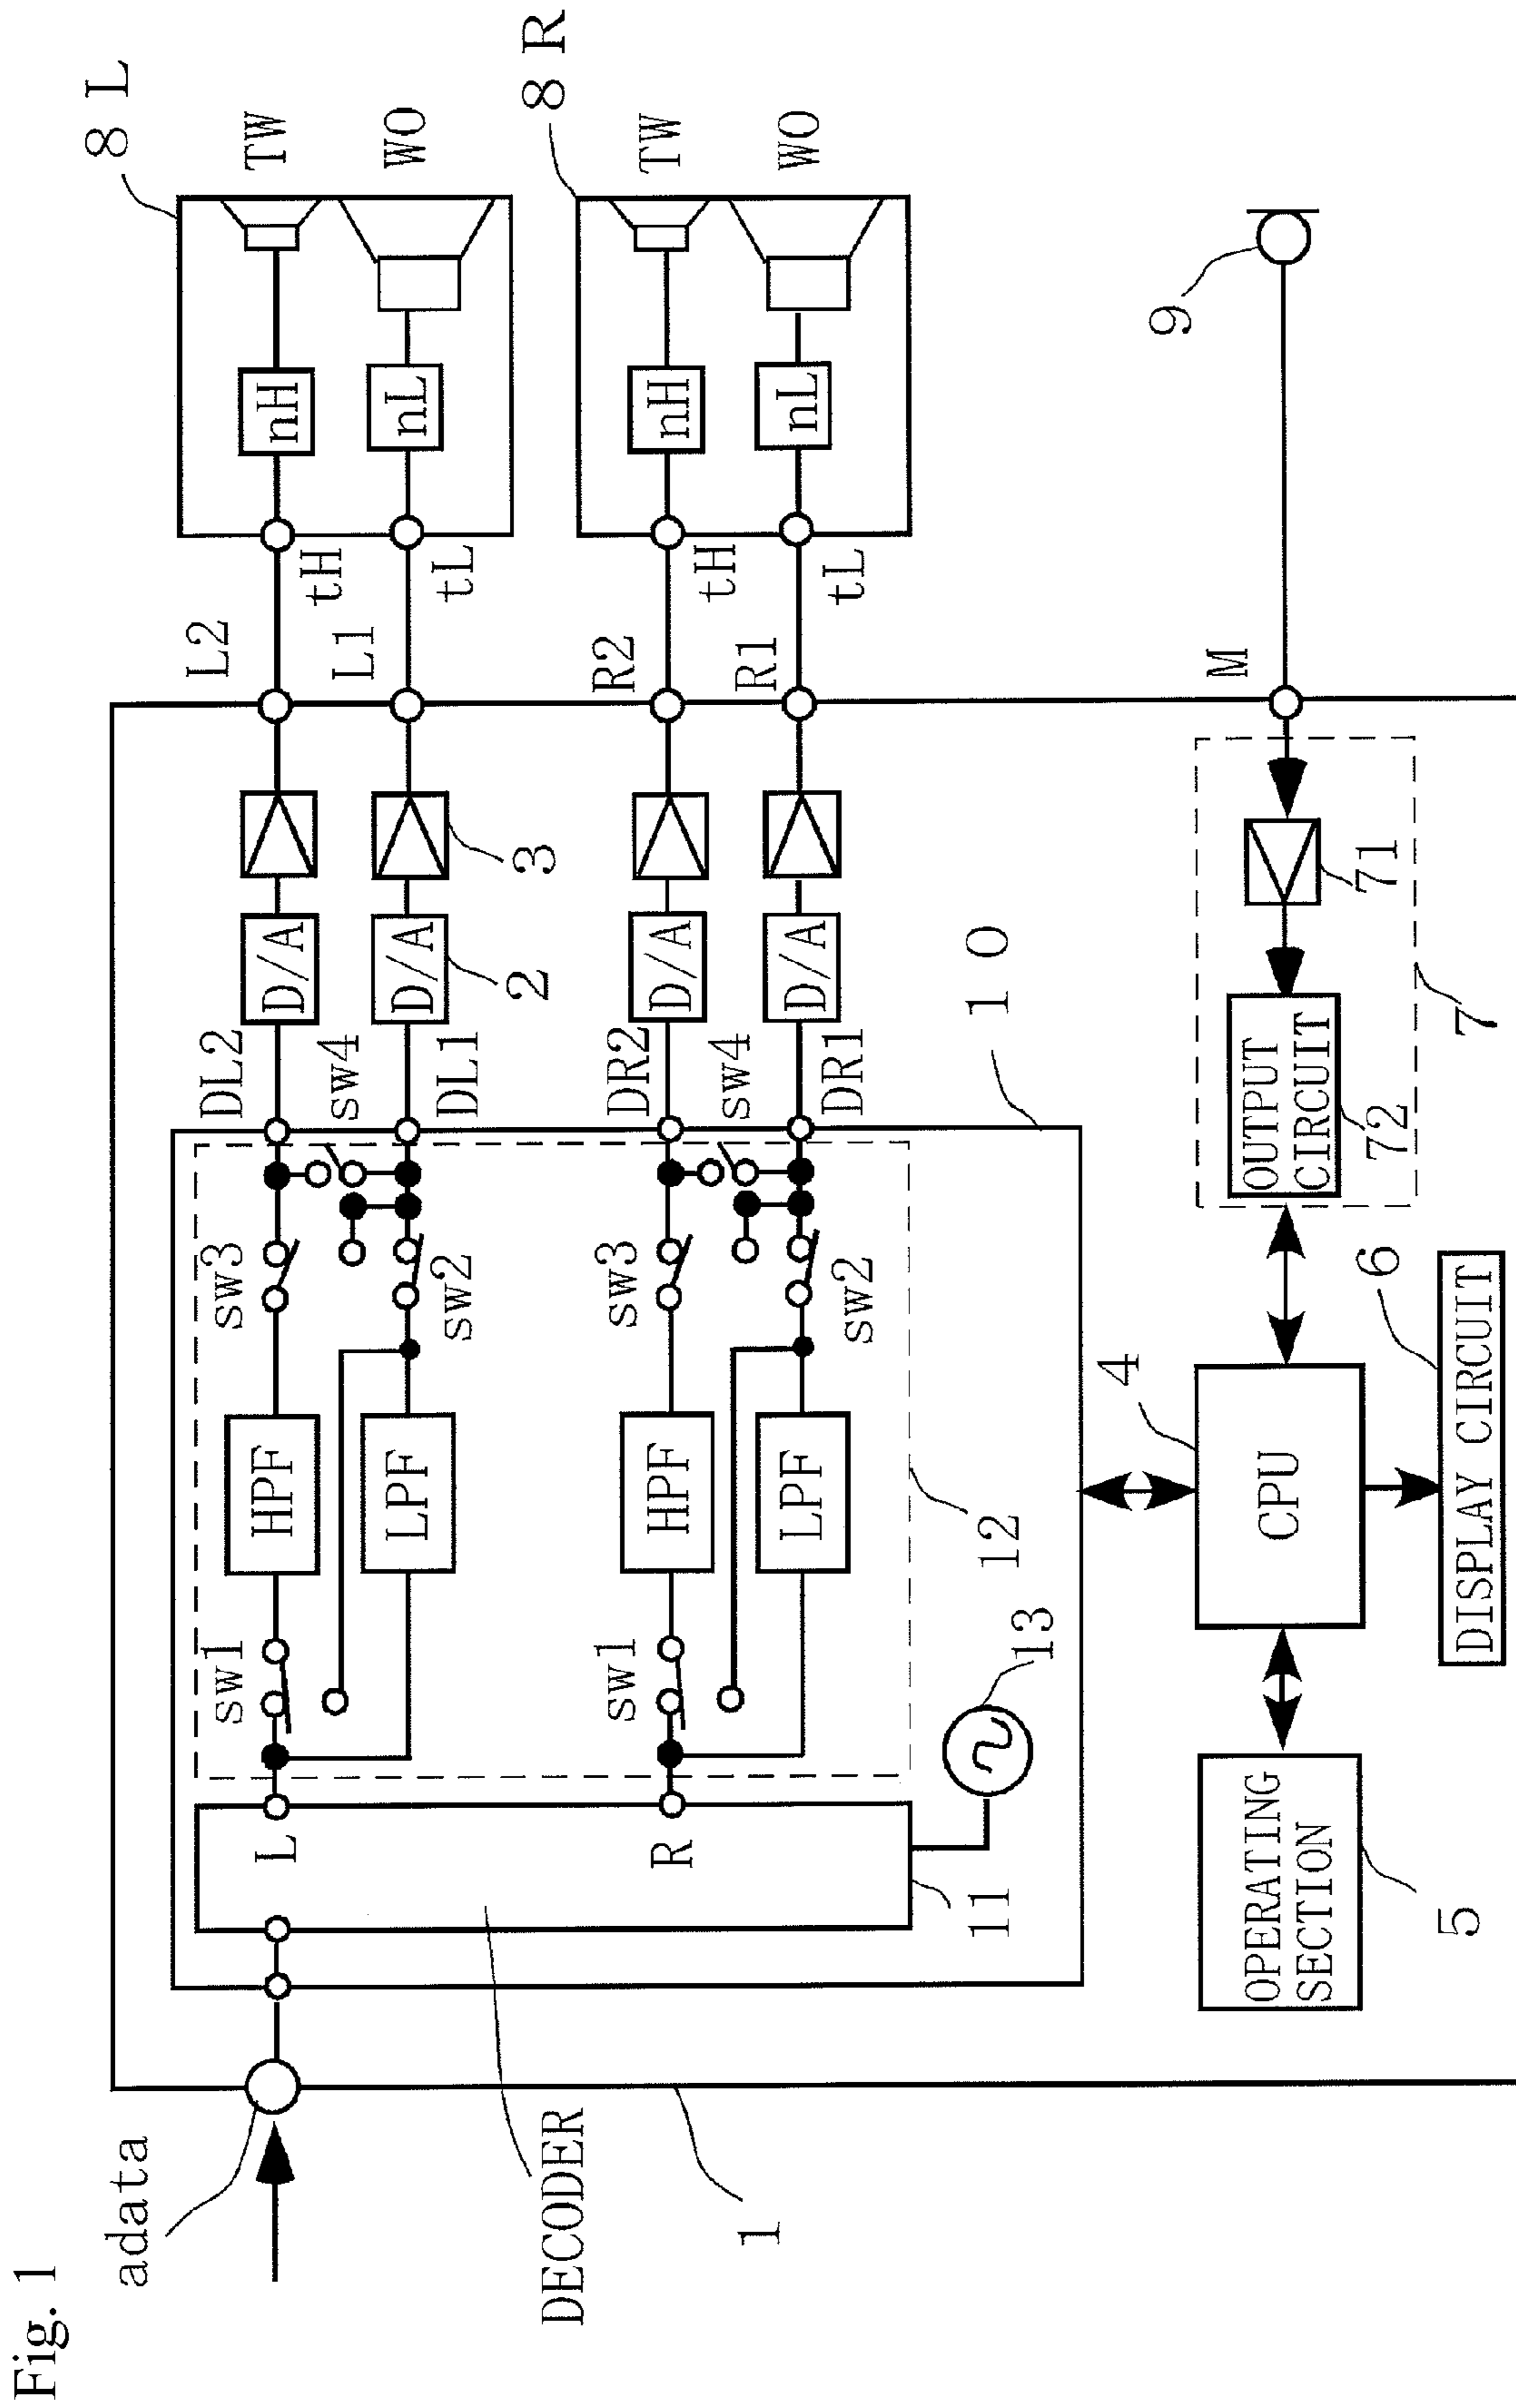 Fig. 1
adata
DECODER
1
L
R
11
13
12
10
sw1
HPF
LPF
sw3
sw2
sw4
DL2
DL1
D/A
D/A
2
3
L2
L1
tH
tL
nH
nL
TW
WO
8L
sw1
HPF
LPF
sw3
sw2
sw4
DR2
DR1
D/A
D/A
R2
R1
tH
tL
nH
nL
TW
WO
8R
OPERATING
SECTION
5
CPU
4
DISPLAY CIRCUIT
6
OUTPUT
CIRCUIT
72
71
7
M
9